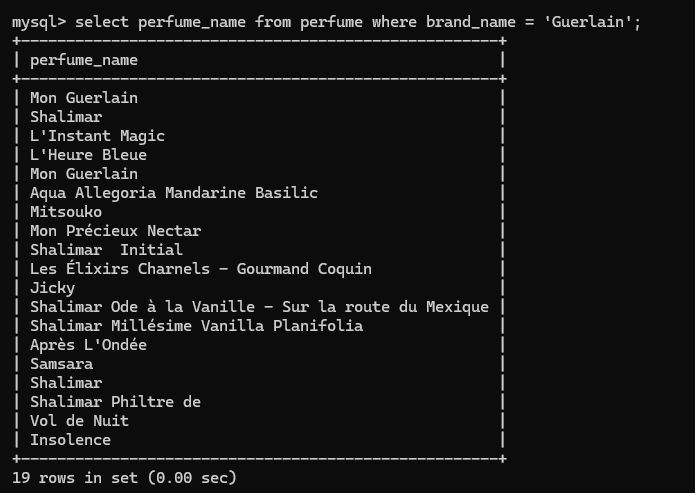 mysql> select perfume_name from perfume where brand_name = 'Guerlain';
+----------------------------------------------------+
| perfume_name                                       |
+----------------------------------------------------+
| Mon Guerlain                                       |
| Shalimar                                           |
| L'Instant Magic                                    |
| L'Heure Bleue                                      |
| Mon Guerlain                                       |
| Aqua Allegoria Mandarine Basilic                   |
| Mitsouko                                           |
| Mon Précieux Nectar                                |
| Shalimar  Initial                                  |
| Les Élixirs Charnels – Gourmand Coquin             |
| Jicky                                              |
| Shalimar Ode à la Vanille – Sur la route du Mexique |
| Shalimar Millésime Vanilla Planifolia              |
| Après L'Ondée                                      |
| Samsara                                            |
| Shalimar                                           |
| Shalimar Philtre de                                |
| Vol de Nuit                                        |
| Insolence                                          |
+----------------------------------------------------+
19 rows in set (0.00 sec)